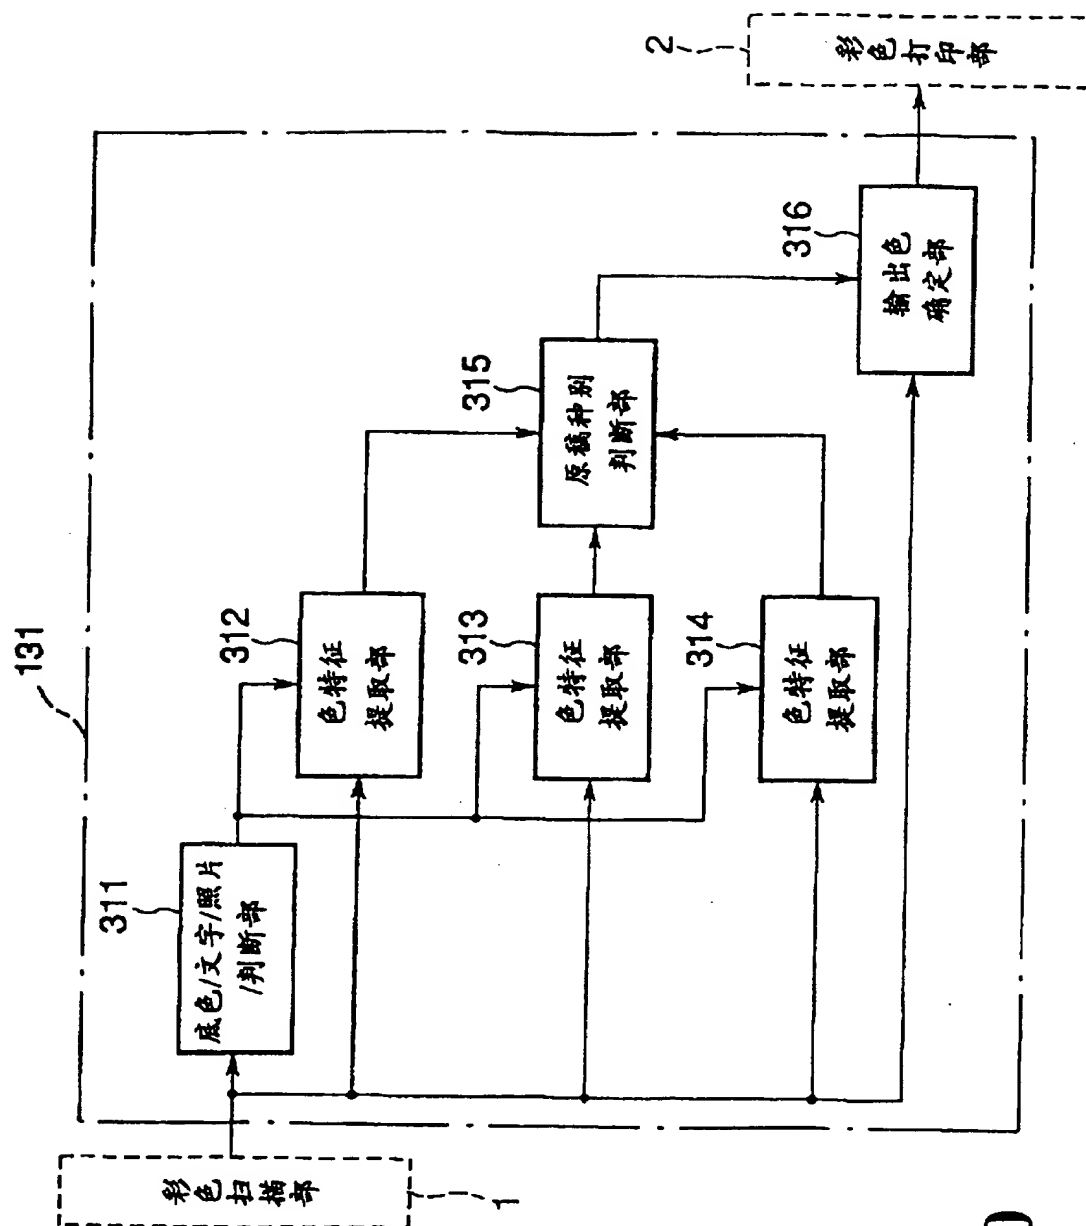 131
1
彩色扫描部
311
底色/文字/照片
/判断部
312
色特征
提取部
313
色特征
提取部
314
色特征
提取部
315
原稿种别
判断部
316
输出色
确定部
2
彩色打印部